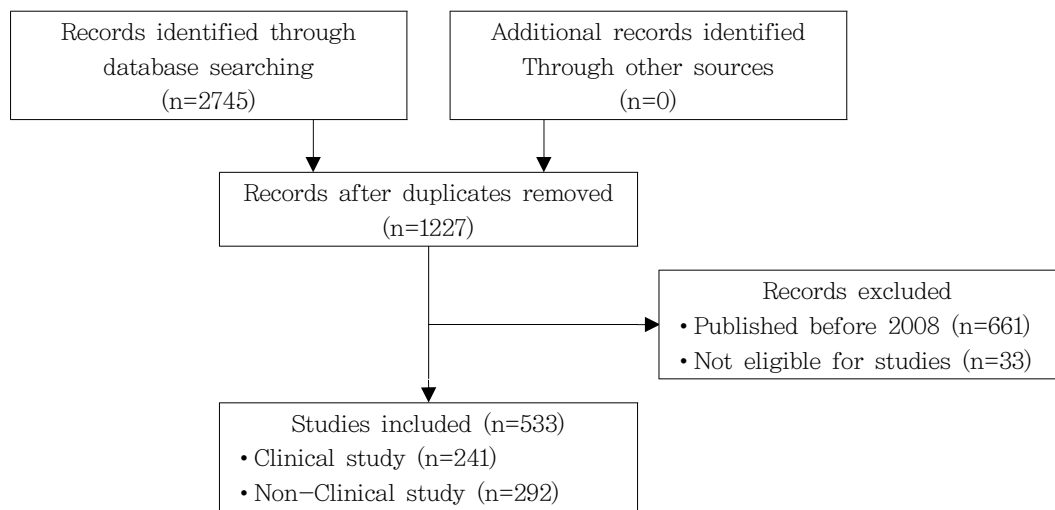 Records identified through
database searching
(n=2745)
Additional records identified
Through other sources
(n=0)
Records after duplicates removed
(n=1227)
Records excluded
• Published before 2008 (n=661)
• Not eligible for studies (n=33)
Studies included (n=533)
• Clinical study (n=241)
• Non-Clinical study (n=292)